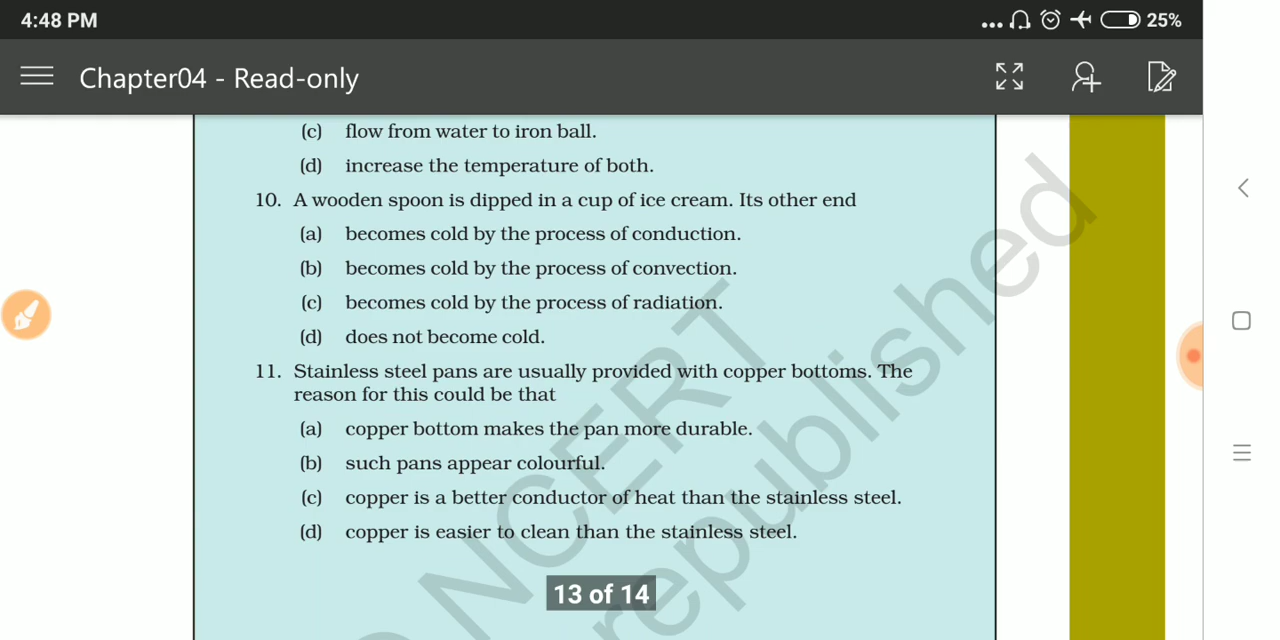 4:48 PM
25%
Chapter04 - Read-only
(c) flow from water to iron ball.
(d) increase the temperature of both.
10. A wooden spoon is dipped in a cup of ice cream. Its other end
(a) becomes cold by the process of conduction.
(b) becomes cold by the process of convection.
(c) becomes cold by the process of radiation.
(d) does not become cold.
11. Stainless steel pans are usually provided with copper bottoms. The
reason for this could be that
(a) copper bottom makes the pan more durable.
(b) such pans appear colourful.
(c) copper is a better conductor of heat than the stainless steel.
(d) copper is easier to clean than the stainless steel.
13 of 14
NCERT
republished